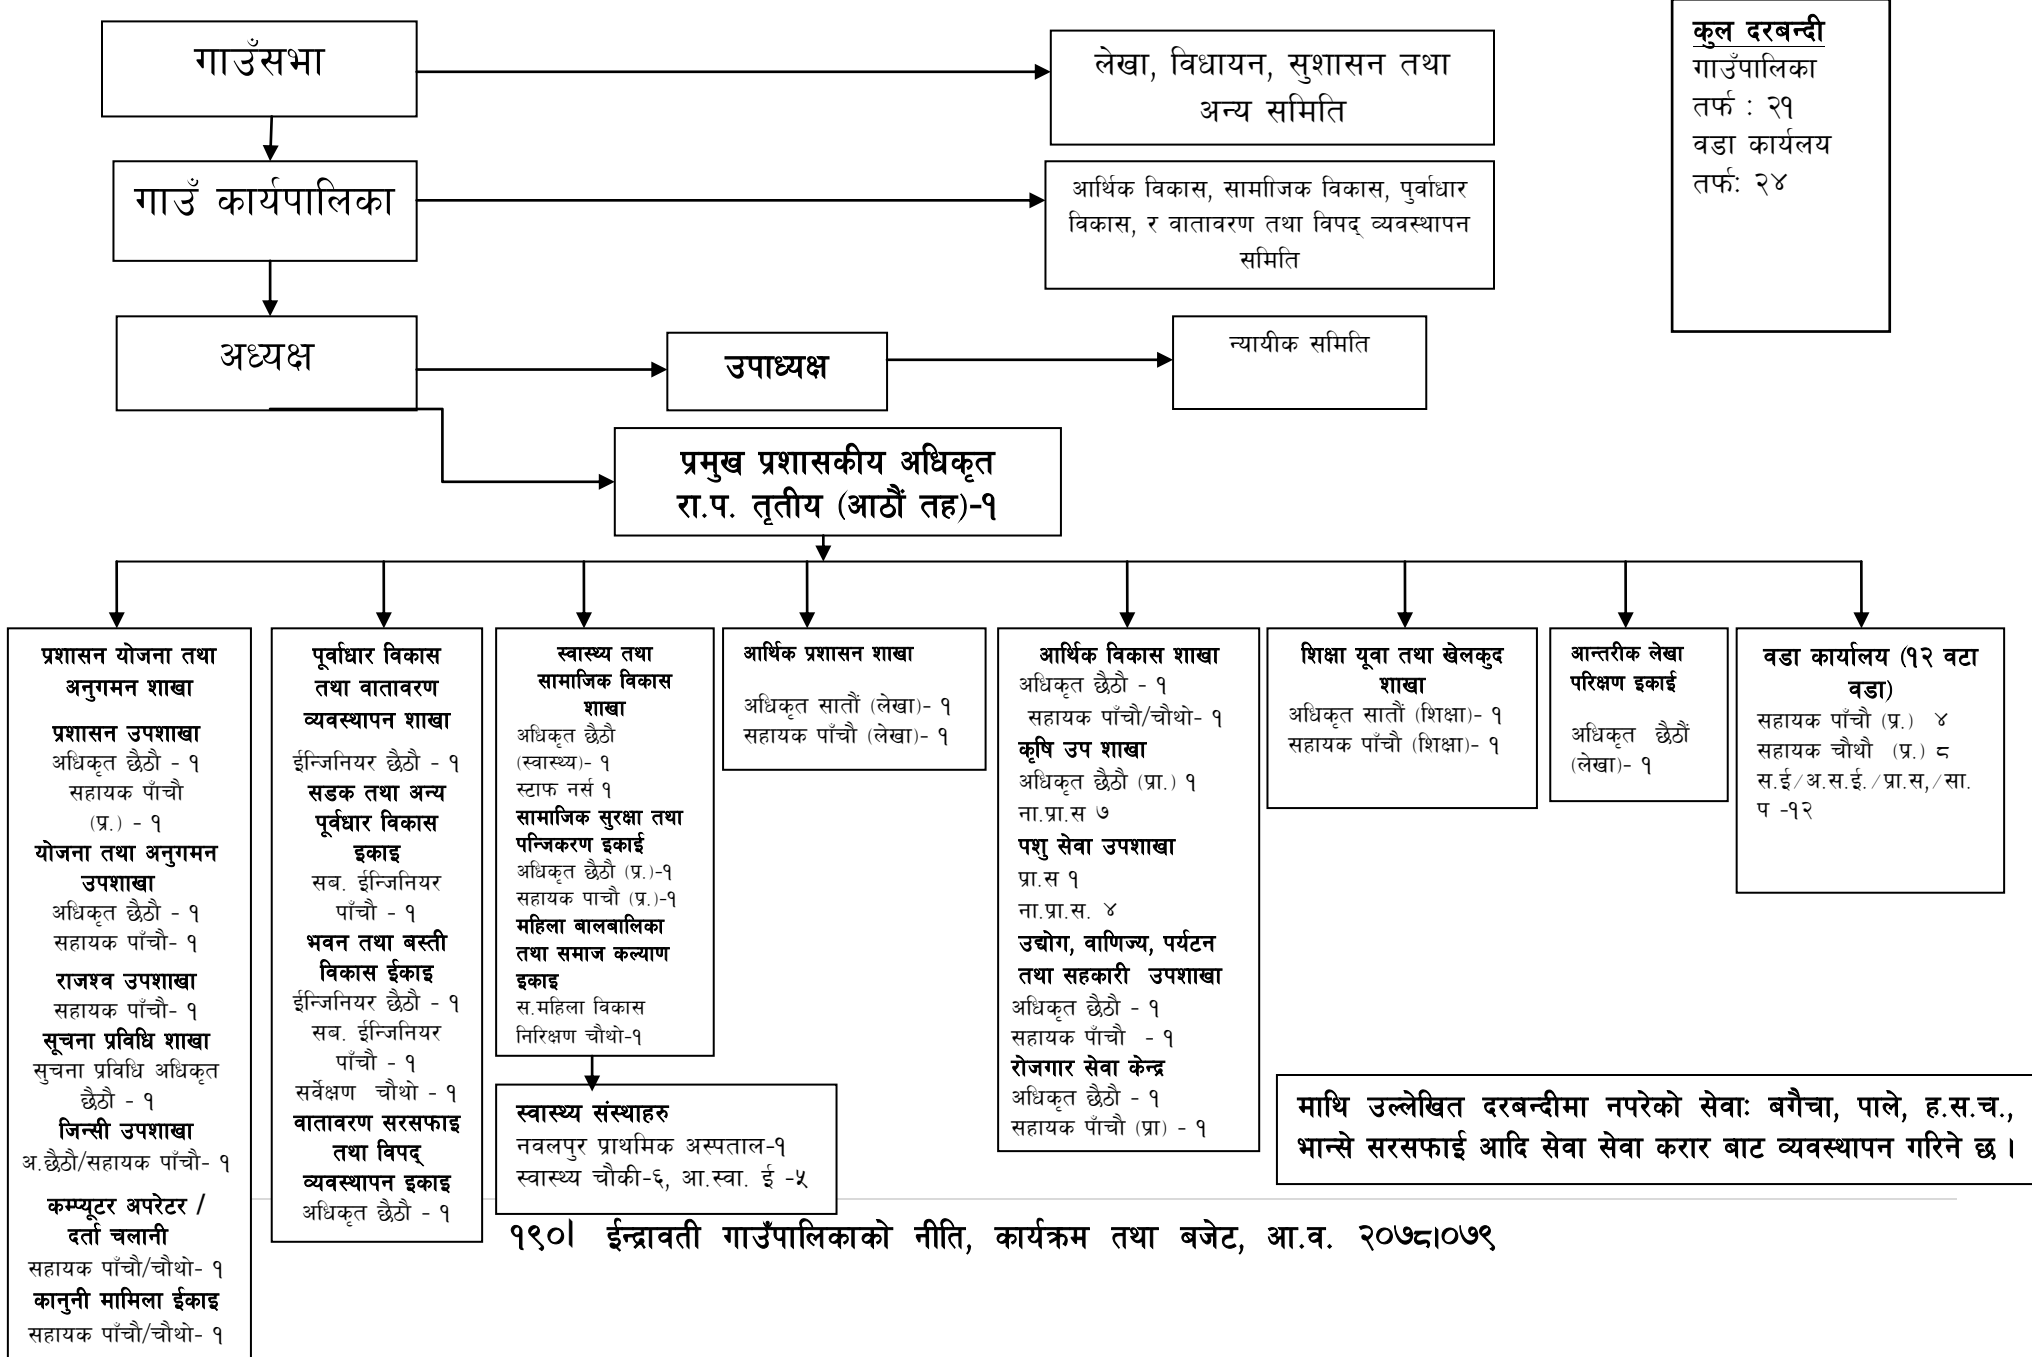 गाउँसभा
लेखा, विधायन, सुशासन तथा
अन्य समिति
कुल दरबन्दी
गाउँपालिका
तर्फ : २१
वडा कार्यलय
तर्फः २४
गाउँ कार्यपालिका
आर्थिक विकास, सामािजक विकास, पुर्वाधार
विकास, र वातावरण तथा विपद् व्यवस्थापन
समिति
अध्यक्ष
उपाध्यक्ष
न्यायीक समिति
प्रमुख प्रशासकीय अधिकृत
रा.प. तृतीय (आठौं तह)-१
प्रशासन योजना तथा
अनुगमन शाखा
प्रशासन उपशाखा
अधिकृत छैठौ - १
सहायक पाँचौ
(प्र.) - १
योजना तथा अनुगमन
उपशाखा
अधिकृत छैठौ - १
सहायक पाँचौ- १
राजश्व उपशाखा
सहायक पाँचौ- १
सूचना प्रविधि शाखा
सुचना प्रविधि अधिकृत
छैठौ - १
जिन्सी उपशाखा
अ.छैठौ/सहायक पाँचौ- १
कम्प्यूटर अपरेटर /
दर्ता चलानी
सहायक पाँचौ/चौथो- १
कानुनी मामिला ईकाइ
सहायक पाँचौ/चौथो- १
पूर्वाधार विकास
तथा वातावरण
व्यवस्थापन शाखा
ईन्जिनियर छैठौ - १
सडक तथा अन्य
पूर्वधार विकास
इकाइ
सब. ईन्जिनियर
पाँचौ - १
भवन तथा बस्ती
विकास ईकाइ
ईन्जिनियर छैठौ - १
सब. ईन्जिनियर
पाँचौ - १
सर्वेक्षण चौथो - १
वातावरण सरसफाइ
तथा विपद्
व्यवस्थापन इकाइ
अधिकृत छैठौ - १
स्वास्थ्य तथा
सामाजिक विकास
शाखा
अधिकृत छैठौ
(स्वास्थ्य)- १
स्टाफ नर्स १
सामाजिक सुरक्षा तथा
पन्जिकरण इकाई
अधिकृत छैठौ (प्र.)-१
सहायक पाचौ (प्र.)-१
महिला बालबालिका
तथा समाज कल्याण
इकाइ
स.महिला विकास
निरिक्षण चौथो-१
स्वास्थ्य संस्थाहरु
नवलपुर प्राथमिक अस्पताल-१
स्वास्थ्य चौकी-६, आ.स्वा. ई -५
आर्थिक प्रशासन शाखा
अधिकृत सातौं (लेखा)- १
सहायक पाँचौ (लेखा)- १
आर्थिक विकास शाखा
अधिकृत छैठौ - १
सहायक पाँचौ/चौथो- १
कृषि उप शाखा
अधिकृत छैठौ (प्रा.) १
ना.प्रा.स ७
पशु सेवा उपशाखा
प्रा.स १
ना.प्रा.स. ४
उद्योग, वाणिज्य, पर्यटन
तथा सहकारी उपशाखा
अधिकृत छैठौ - १
सहायक पाँचौ - १
रोजगार सेवा केन्द्र
अधिकृत छैठौ - १
सहायक पाँचौ (प्रा) - १
शिक्षा यूवा तथा खेलकुद
शाखा
अधिकृत सातौं (शिक्षा)- १
सहायक पाँचौ (शिक्षा)- १
आन्तरीक लेखा
परिक्षण इकाई
अधिकृत छैठौं
(लेखा)- १
वडा कार्यालय (१२ वटा
वडा)
सहायक पाँचौ (प्र.) ४
सहायक चौथौ (प्र.) ८
स.ई/अ.स.ई./प्रा.स,/सा.
प -१२
माथि उल्लेखित दरबन्दीमा नपरेको सेवाः बगैचा, पाले, ह.स.च.,
भान्से सरसफाई आदि सेवा सेवा करार बाट व्यवस्थापन गरिने छ ।
१९०। ईन्द्रावती गाउँपालिकाको नीति, कार्यक्रम तथा बजेट, आ.व. २०७८।०७९